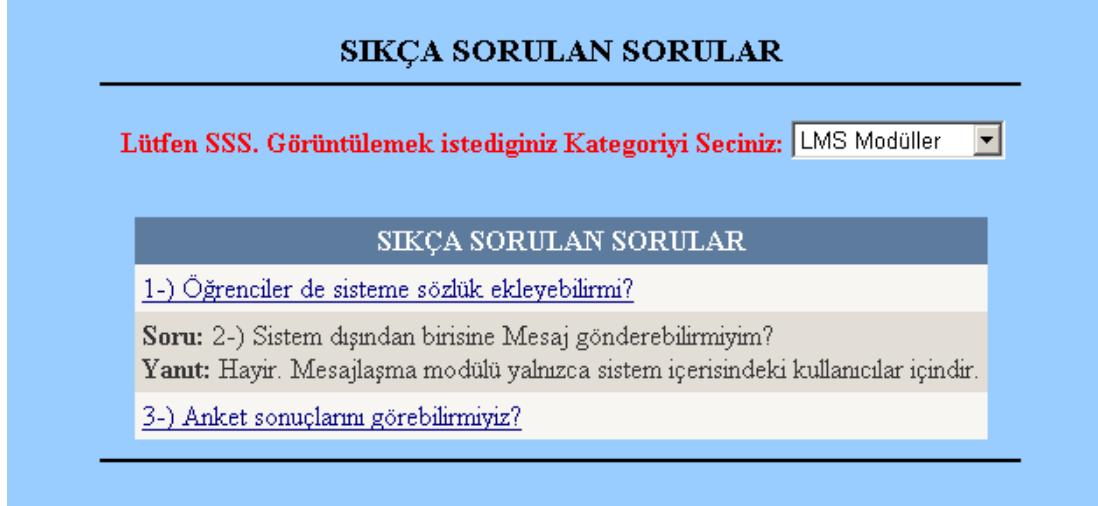 SIKÇA SORULAN SORULAR
Lütfen SSS. Görüntülemek istediginiz Kategoriyi Seciniz: LMS Modüller
SIKÇA SORULAN SORULAR
1-) Öğrenciler de sisteme sözlük ekleyebilirmi?
Soru: 2-) Sistem dışından birisine Mesaj gönderebilirmiyim?
Yanıt: Hayir. Mesajlaşma modülü yalnızca sistem içerisindeki kullanıcılar içindir.
3-) Anket sonuçlarını görebilirmiyiz?